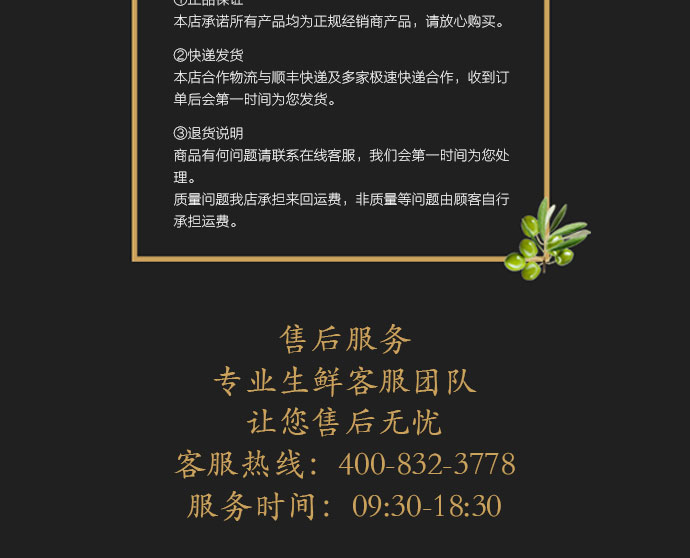 ①正品保证
本店承诺所有产品均为正规经销商产品，请放心购买。
②快递发货
本店合作物流与顺丰快递及多家极速快递合作，收到订
单后会第一时间为您发货。
③退货说明
商品有何问题请联系在线客服，我们会第一时间为您处
理。
质量问题我店承担来回运费，非质量等问题由顾客自行
承担运费。
售后服务
专业生鲜客服团队
让您售后无忧
客服热线：400-832-3778
服务时间：09:30-18:30